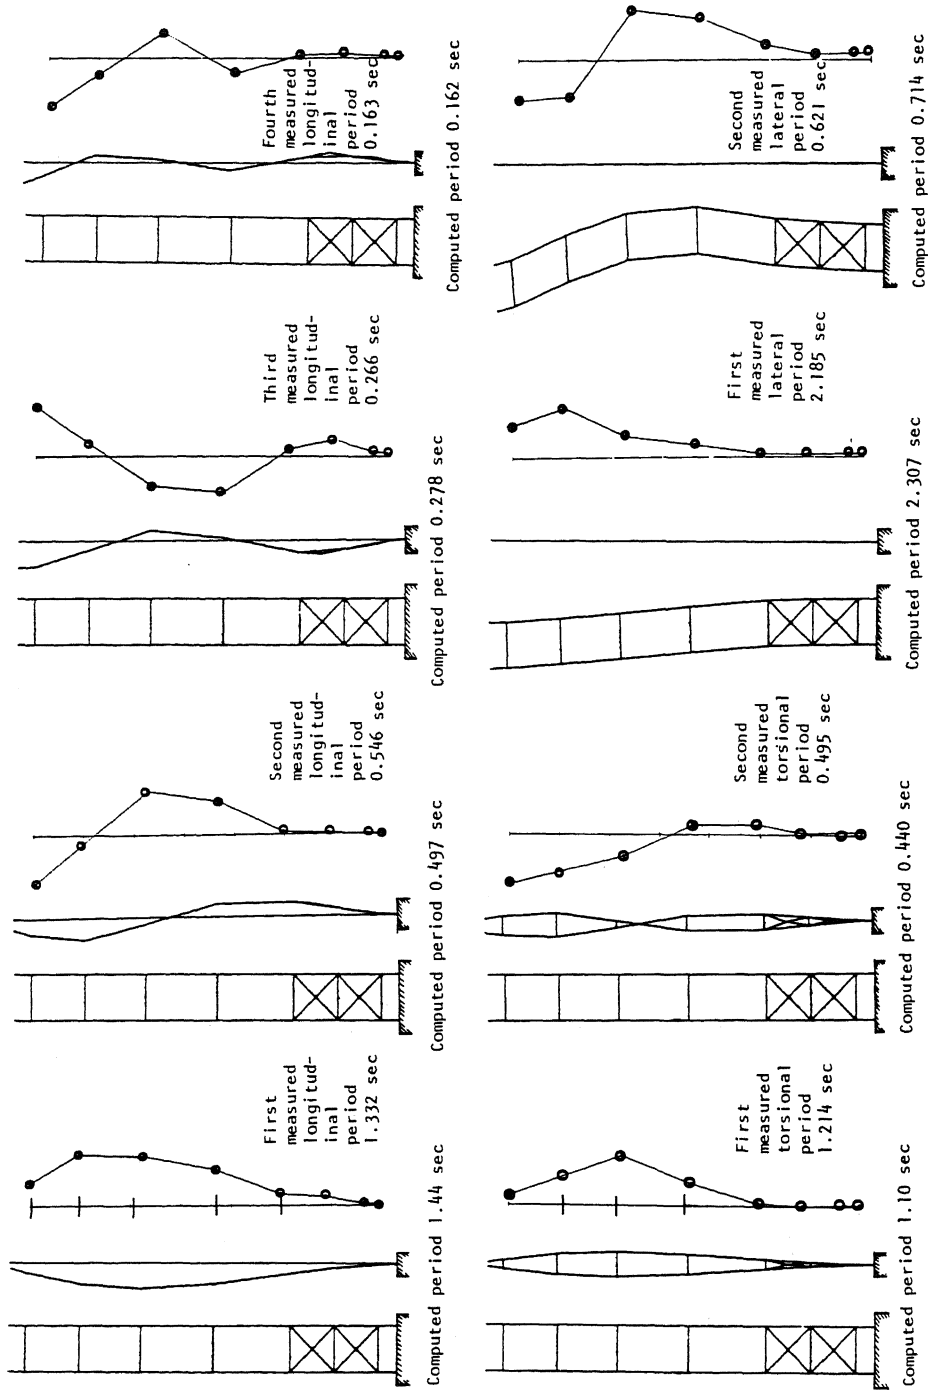 First
measured
longitud-
inal
period
1.332 sec
Computed period 1.44 sec
Second
measured
longitud-
inal
period
0.546 sec
Computed period 0.497 sec
Third
measured
longitud-
inal
period
0.266 sec
Computed period 0.278 sec
Fourth
measured
longitud-
inal
period
0.163 sec
Computed period 0.162 sec
First
measured
torsional
period
1.214 sec
Computed period 1.10 sec
Second
measured
torsional
period
0.495 sec
Computed period 0.440 sec
First
measured
lateral
period
2.185 sec
Computed period 2.307 sec
Second
measured
lateral
period
0.621 sec
Computed period 0.714 sec